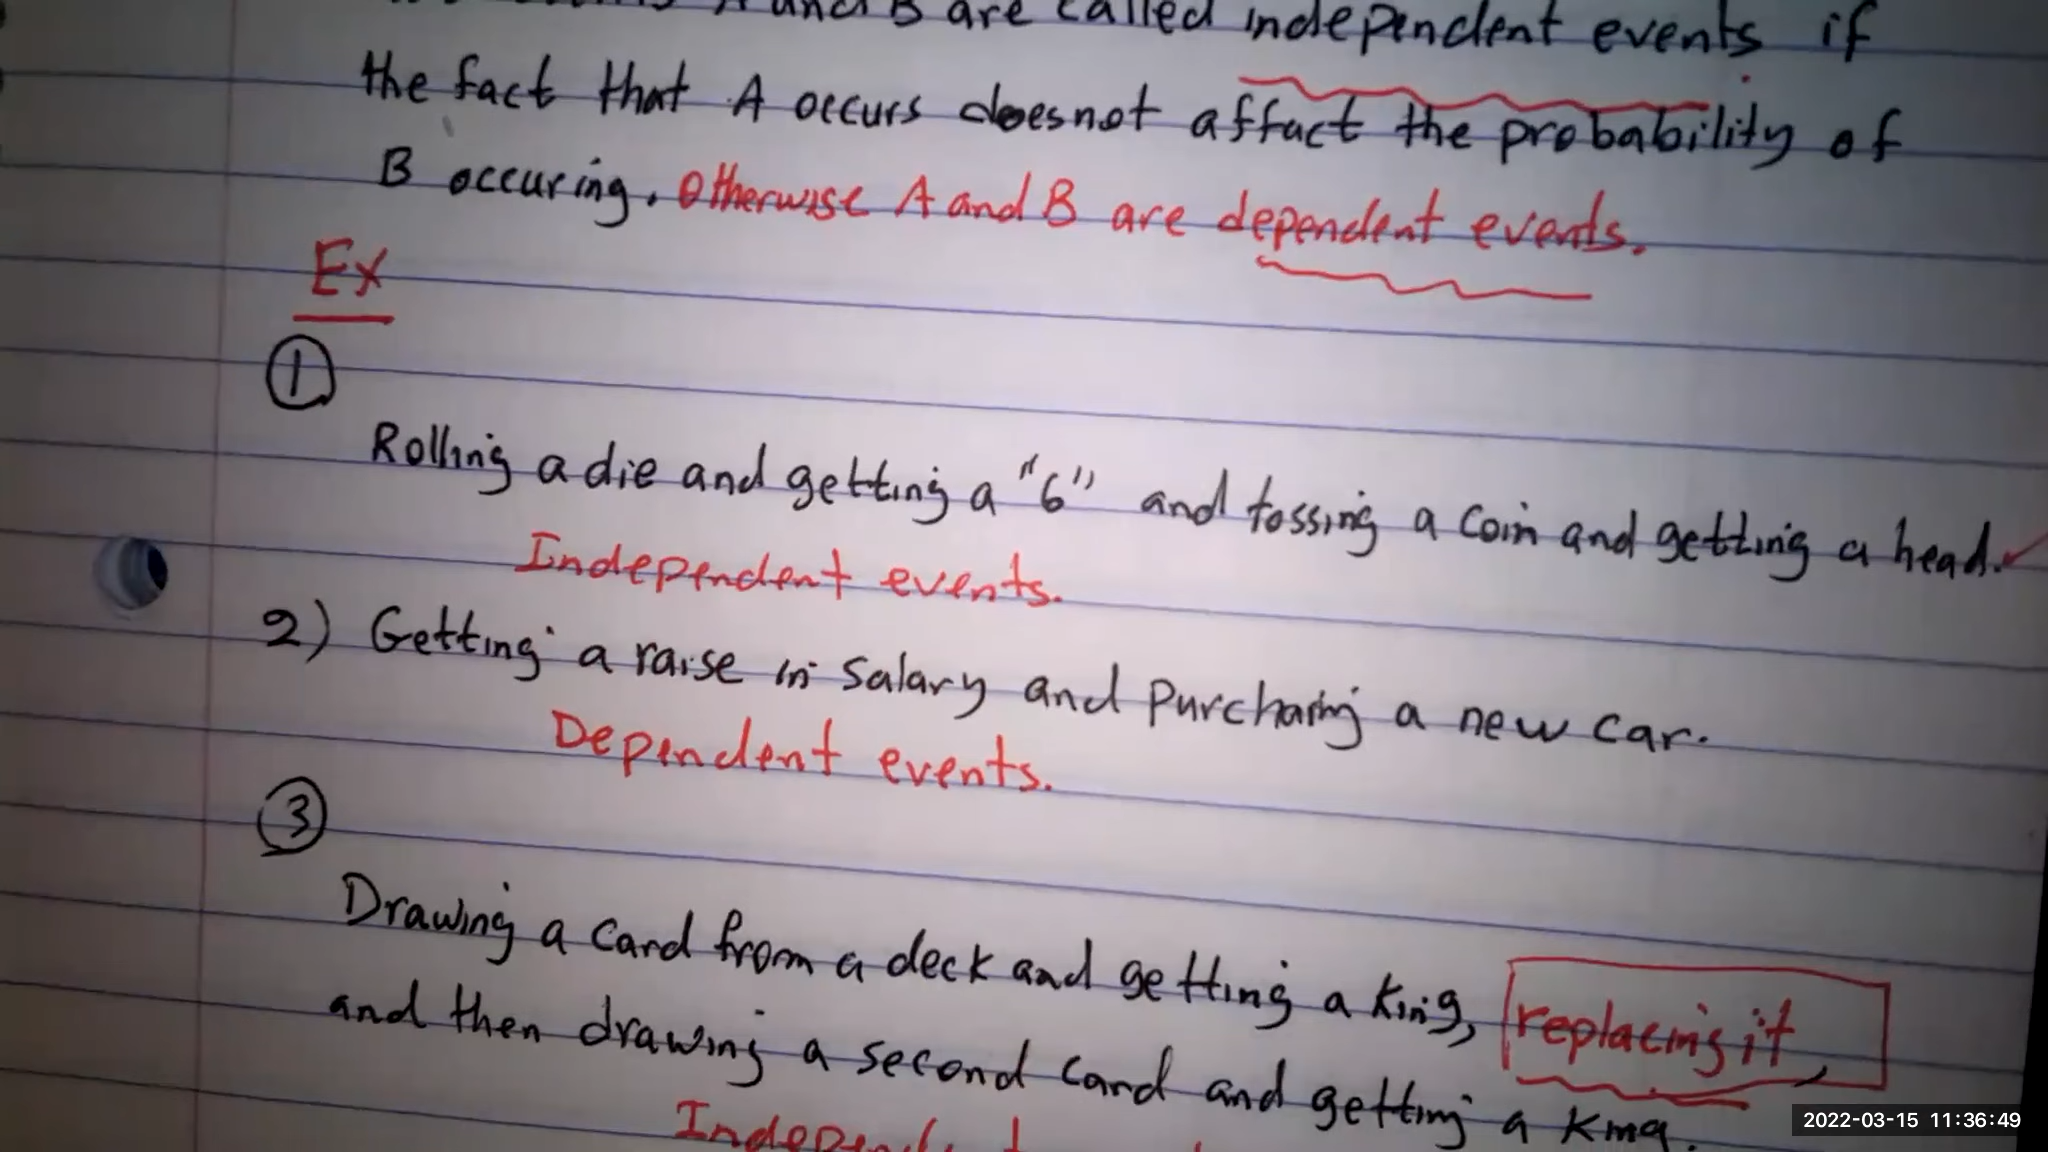 A and B are called independent events if
the fact that A occurs doesnot affact the probability of
B occuring. Otherwise A and B are dependent events.
Ex
1
Rolling a die and getting a "6" and tossing a coin and getting a head.
Independent events.
2) Getting a raise in salary and purchasing a new car.
Dependent events.
3
Drawing a card from a deck and getting a king, replacing it,
and then drawing a second card and getting a king.
2022-03-15 11:36:49